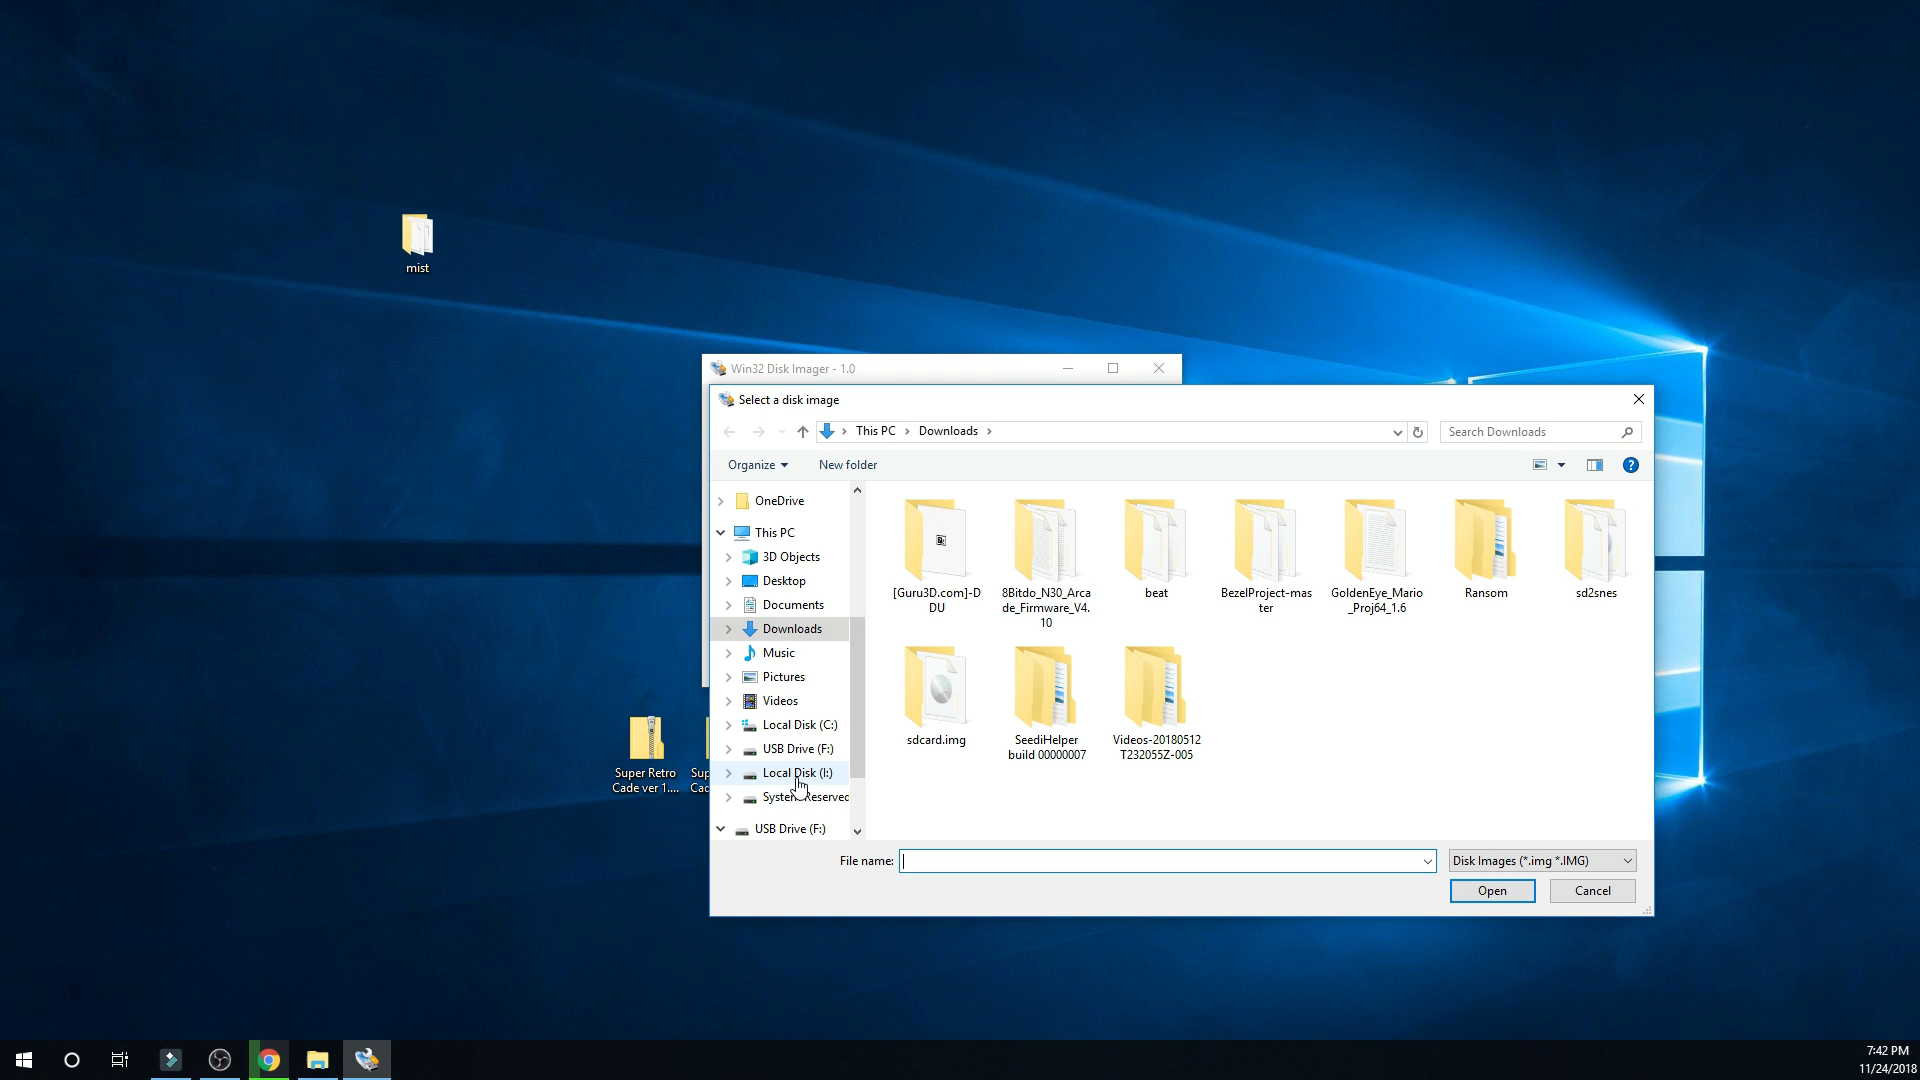 mist
Win32 Disk Imager - 1.0
Select a disk image
This PC
Downloads
Search Downloads
Organize
New folder
OneDrive
This PC
3D Objects
Desktop
Documents
Downloads
Music
Pictures
Videos
Local Disk (C:)
USB Drive (F:)
Local Disk (I:)
System Reserved
USB Drive (F:)
[Guru3D.com]-D
DU
8Bitdo_N30_Arca
de_Firmware_V4.
10
beat
BezelProject-mas
ter
GoldenEye_Mario
_Proj64_1.6
Ransom
sd2snes
sdcard.img
SeediHelper
build 00000007
Videos-20180512
T232055Z-005
Super Retro
Cade ver 1....
Sup
Cac
File name:
Disk Images (*.img *.IMG)
Open
Cancel
7:42 PM
11/24/2018